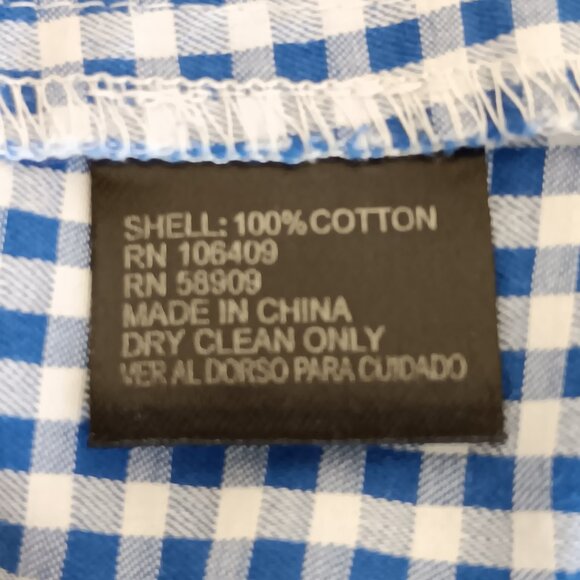 SHELL: 100% COTTON
RN 106409
RN 58909
MADE IN CHINA
DRY CLEAN ONLY
VER AL DORSO PARA CUIDADO